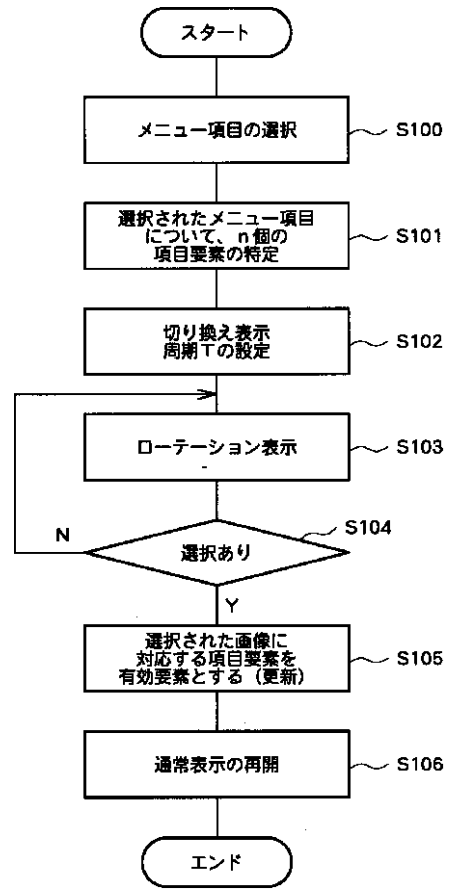 スタート
メニュー項目の選択
S100
選択されたメニュー項目
について、n個の
項目要素の特定
S101
切り換え表示
周期Tの設定
S102
ローテーション表示
S103
S104
選択あり
N
Y
選択された画像に
対応する項目要素を
有効要素とする（更新）
S105
通常表示の再開
S106
エンド